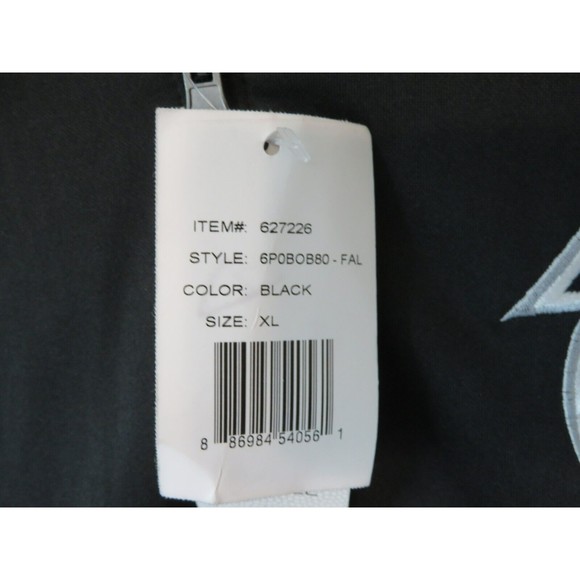 ITEM#: 627226
STYLE: 6P0BOB80 - FAL
COLOR: BLACK
SIZE: XL
8 86984 54056 1